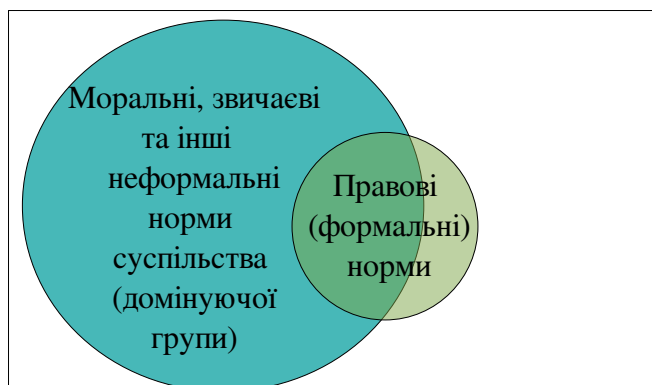 Моральні, звичаєві
та інші
неформальні
норми
суспільства
(домінуючої
групи)
Правові
(формальні)
норми